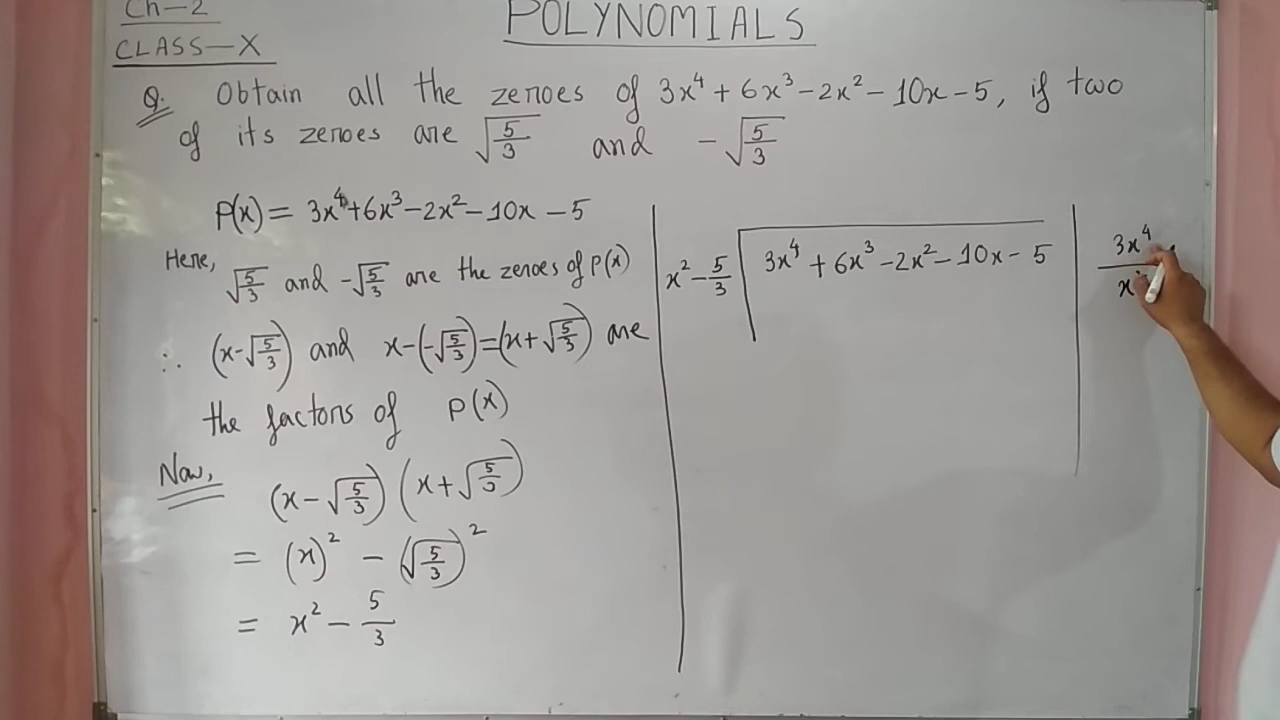 Ch-2
CLASS-X
POLYNOMIALS
Q. Obtain all the zeroes of 3x⁴ + 6x³ - 2x² - 10x - 5, if two
of its zeroes are √(5/3) and -√(5/3)
P(x) = 3x⁴ + 6x³ - 2x² - 10x - 5
Here,
√(5/3) and -√(5/3) are the zeroes of P(x)
∴ (x-√(5/3)) and x-(-√(5/3))=(x+√(5/3)) are
the factors of P(x)
Now,
(x-√(5/3)) (x+√(5/3))
= (x)² - (√(5/3))²
= x² - 5/3
x² - 5/3 3x⁴ + 6x³ - 2x² - 10x - 5
3x⁴
x